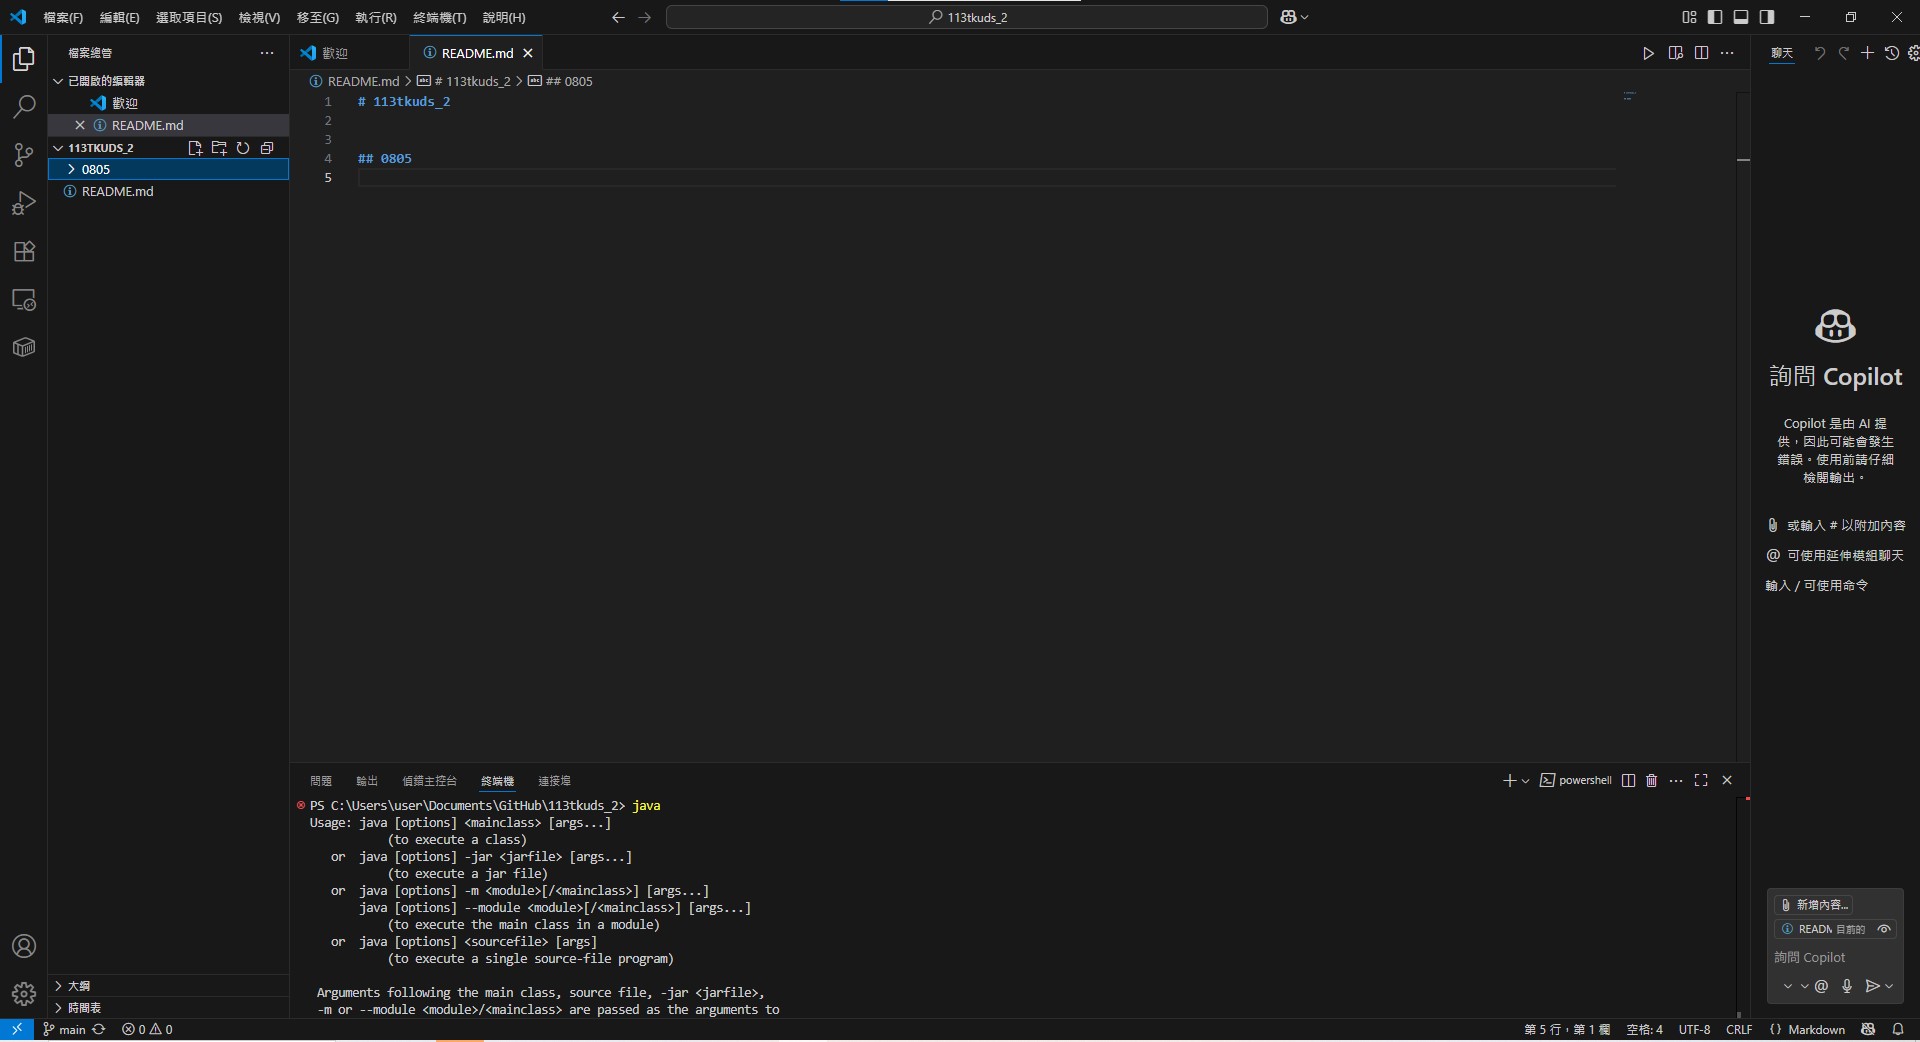 檔案(F) 編輯(E) 選取項目(S) 檢視(V) 移至(G) 執行(R) 終端機(T) 說明(H)
113tkuds_2
檔案總管
已開啟的編輯器
歡迎
README.md
113TKUDS_2
0805
README.md
大綱
時間表
歡迎
README.md
README.md > # 113tkuds_2 > ## 0805
1 # 113tkuds_2
2
3
4 ## 0805
5
問題 輸出 偵錯主控台 終端機 連接埠
powershell
PS C:\Users\user\Documents\GitHub\113tkuds_2> java
Usage: java [options] <mainclass> [args...]
(to execute a class)
or java [options] -jar <jarfile> [args...]
(to execute a jar file)
or java [options] -m <module>[/<mainclass>] [args...]
java [options] --module <module>[/<mainclass>] [args...]
(to execute the main class in a module)
or java [options] <sourcefile> [args]
(to execute a single source-file program)
Arguments following the main class, source file, -jar <jarfile>,
-m or --module <module>/<mainclass> are passed as the arguments to
聊天
詢問 Copilot
Copilot 是由 AI 提
供，因此可能會發生
錯誤。使用前請仔細
檢閱輸出。
或輸入 # 以附加內容
@ 可使用延伸模組聊天
輸入 / 可使用命令
新增內容...
READM 目前的
詢問 Copilot
@
main 0 0
第 5 行，第 1 欄 空格: 4 UTF-8 CRLF {} Markdown